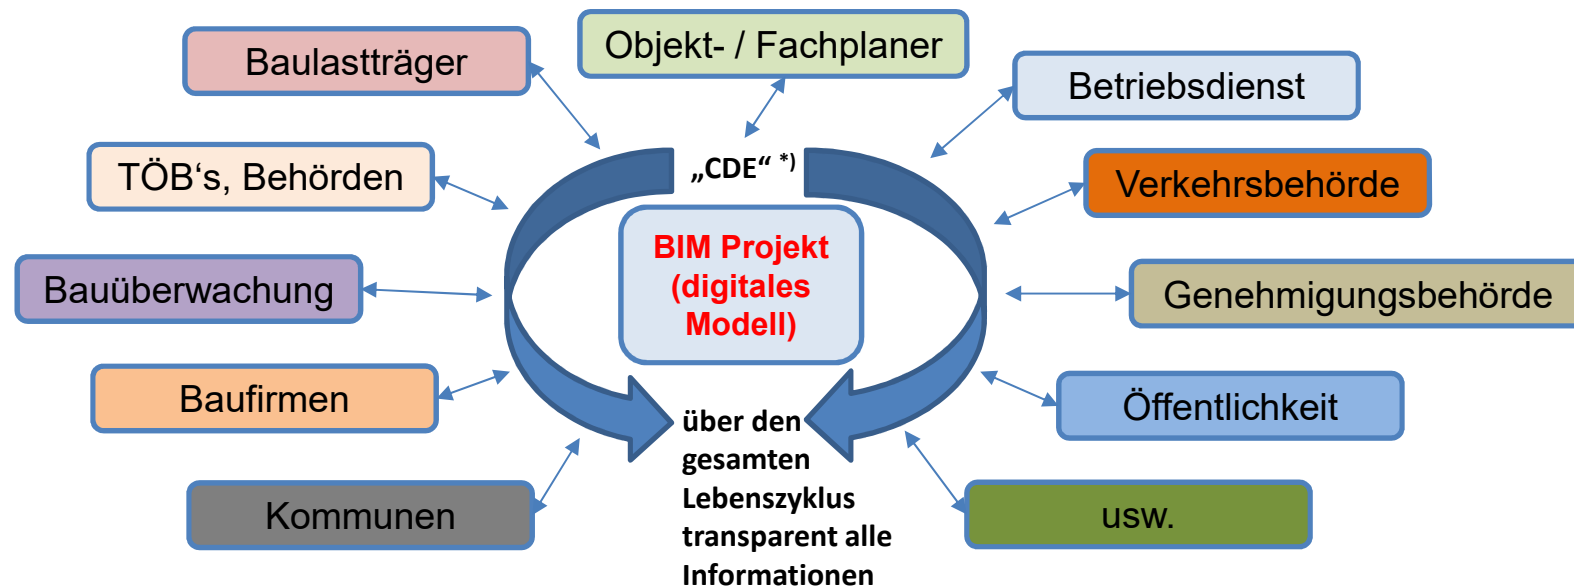 Objekt- / Fachplaner
Baulastträger
Betriebsdienst
TÖB‘s, Behörden
„CDE“ *)
Verkehrsbehörde
BIM Projekt
(digitales
Modell)
Bauüberwachung
Genehmigungsbehörde
Baufirmen
Öffentlichkeit
über den
gesamten
Lebenszyklus
transparent alle
Informationen
Kommunen
usw.